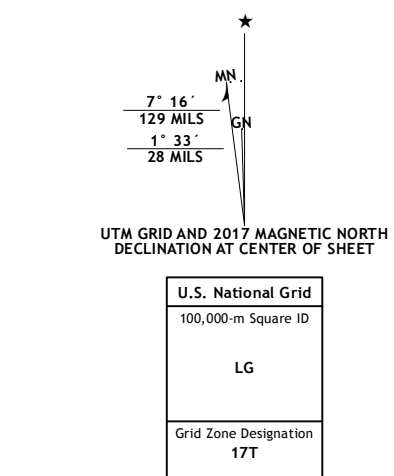 MN
7° 16´
129 MILS
GN
1° 33´
28 MILS
UTM GRID AND 2017 MAGNETIC NORTH
DECLINATION AT CENTER OF SHEET
U.S. National Grid
100,000-m Square ID
LG
Grid Zone Designation
17T